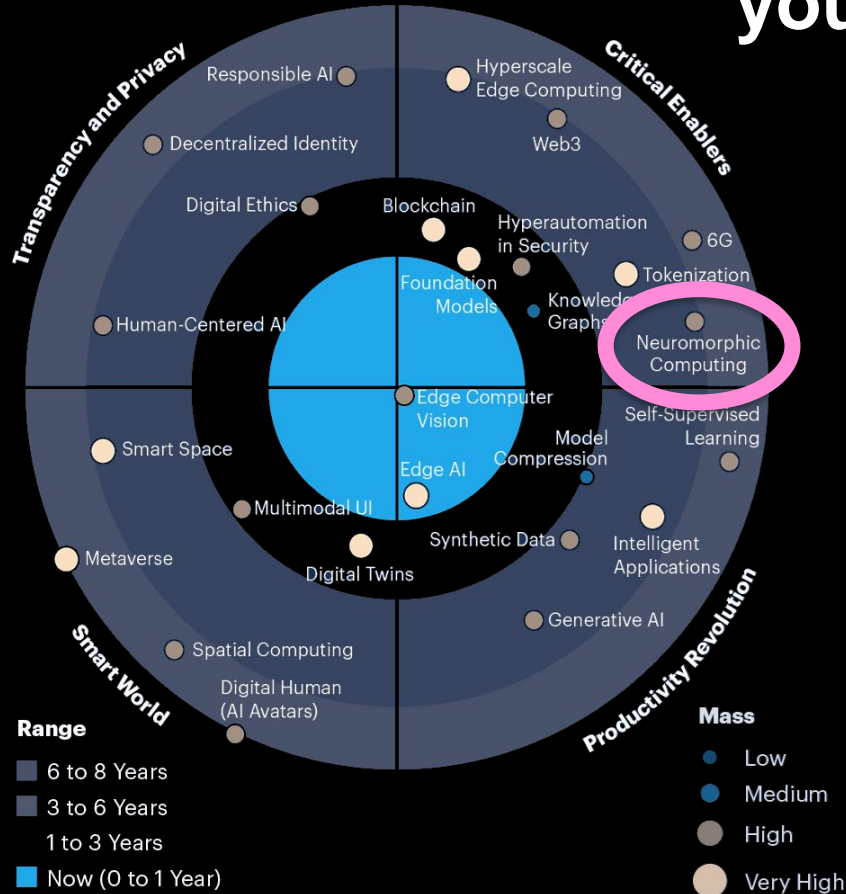 you
Transparency and Privacy
Critical Enablers
Responsible AI
Hyperscale
Edge Computing
Decentralized Identity
Web3
Digital Ethics
Blockchain
Hyperautomation
in Security
6G
Tokenization
Foundation
Models
Knowledge
Graphs
Human-Centered AI
Neuromorphic
Computing
Edge Computer
Vision
Self-Supervised
Learning
Smart Space
Model
Compression
Edge AI
Multimodal UI
Synthetic Data
Intelligent
Applications
Metaverse
Digital Twins
Generative AI
Spatial Computing
Digital Human
(AI Avatars)
Smart World
Productivity Revolution
Range
6 to 8 Years
3 to 6 Years
1 to 3 Years
Now (0 to 1 Year)
Mass
Low
Medium
High
Very High